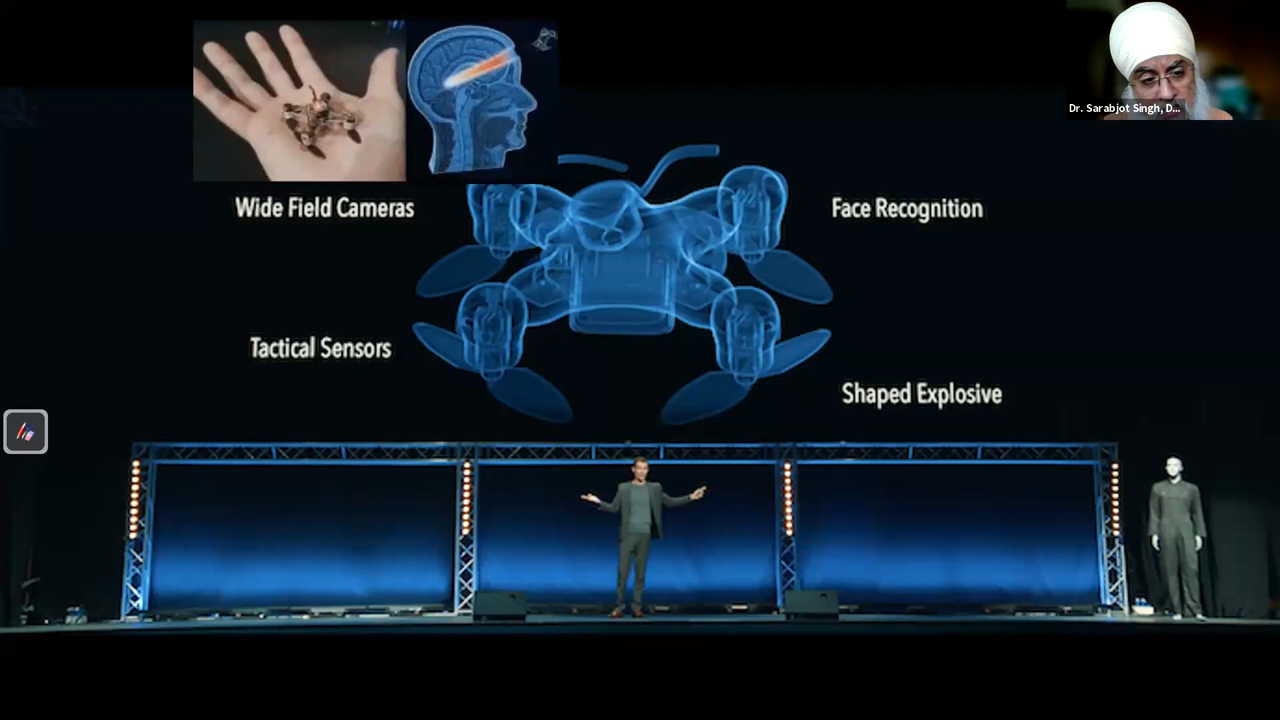 Dr. Sarabjot Singh, D...
Wide Field Cameras
Face Recognition
Tactical Sensors
Shaped Explosive